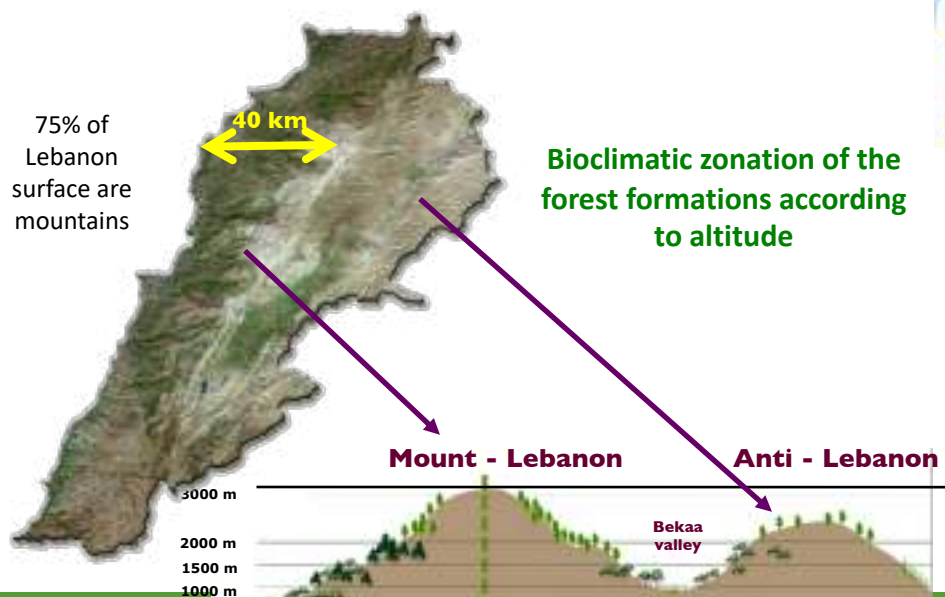 75% of
Lebanon
surface are
mountains
40 km
Bioclimatic zonation of the
forest formations according
to altitude
Mount - Lebanon
Anti - Lebanon
3000 m
Bekaa
valley
2000 m
1500 m
1000 m